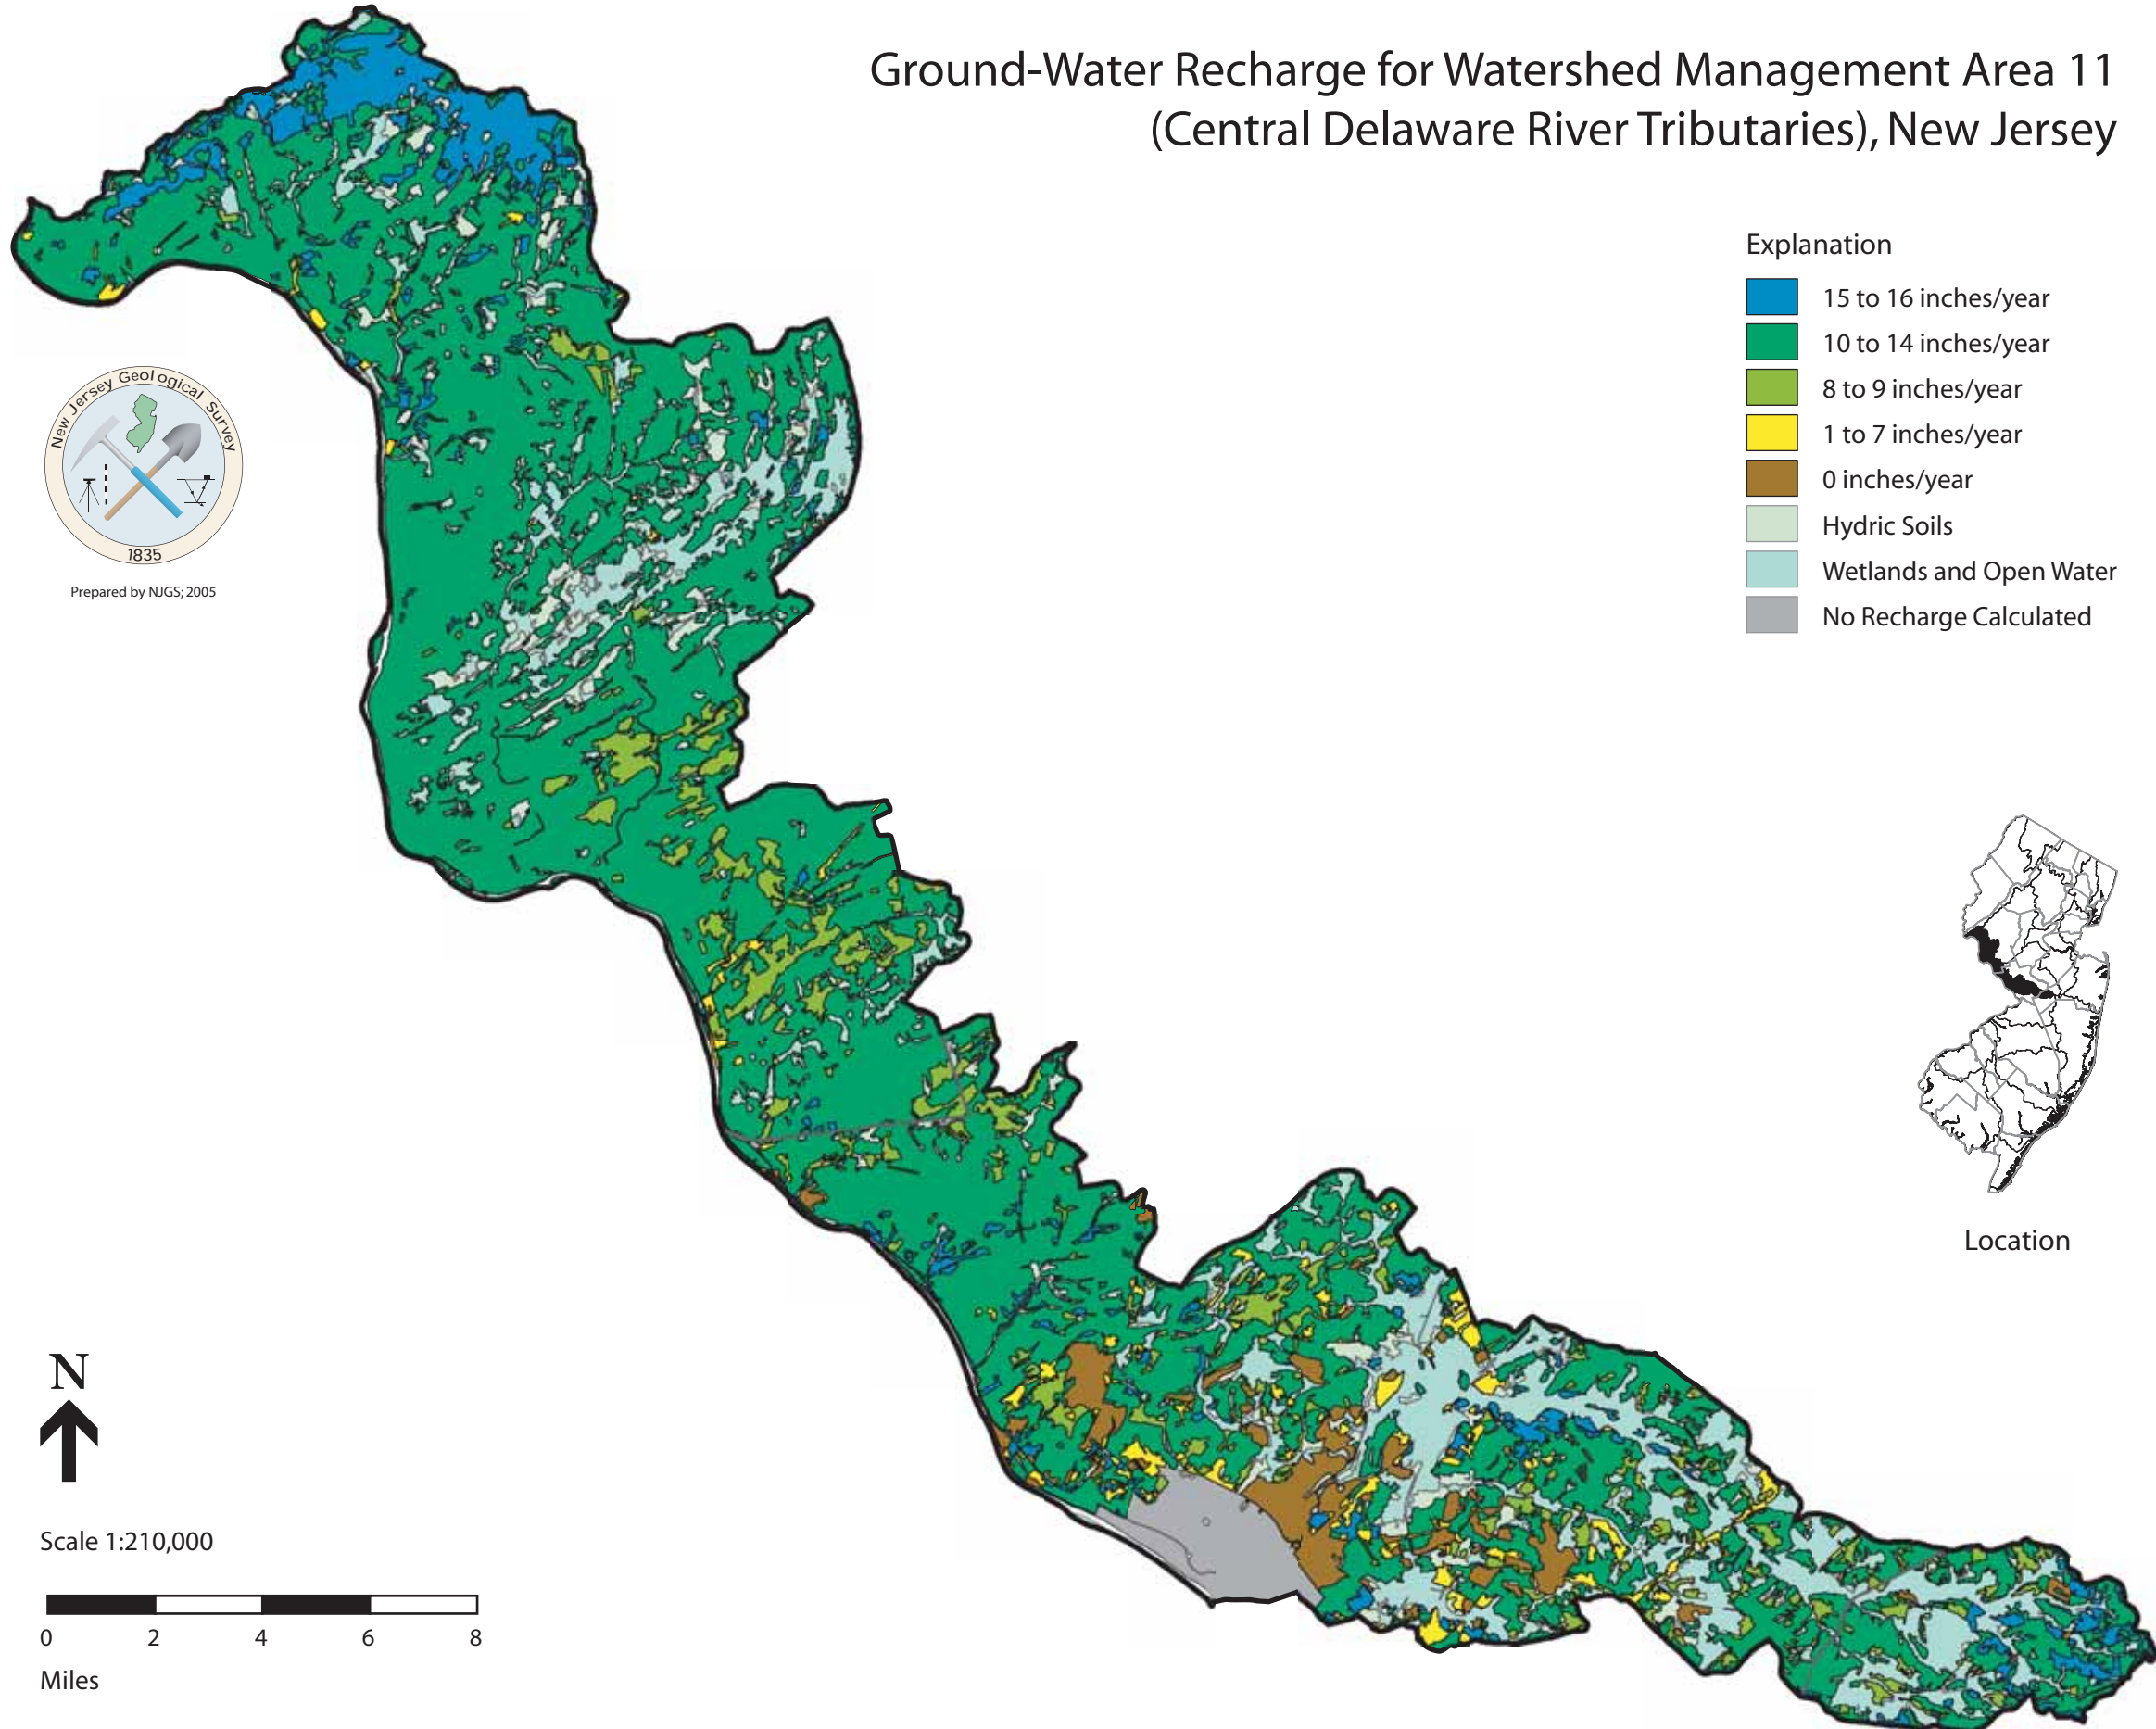 Ground-Water Recharge for Watershed Management Area 11
(Central Delaware River Tributaries), New Jersey
Explanation
15 to 16 inches/year
10 to 14 inches/year
8 to 9 inches/year
1 to 7 inches/year
0 inches/year
Hydric Soils
Wetlands and Open Water
No Recharge Calculated
New Jersey Geological Survey
1835
Prepared by NJGS; 2005
Location
N
Scale 1:210,000
0 2 4 6 8
Miles